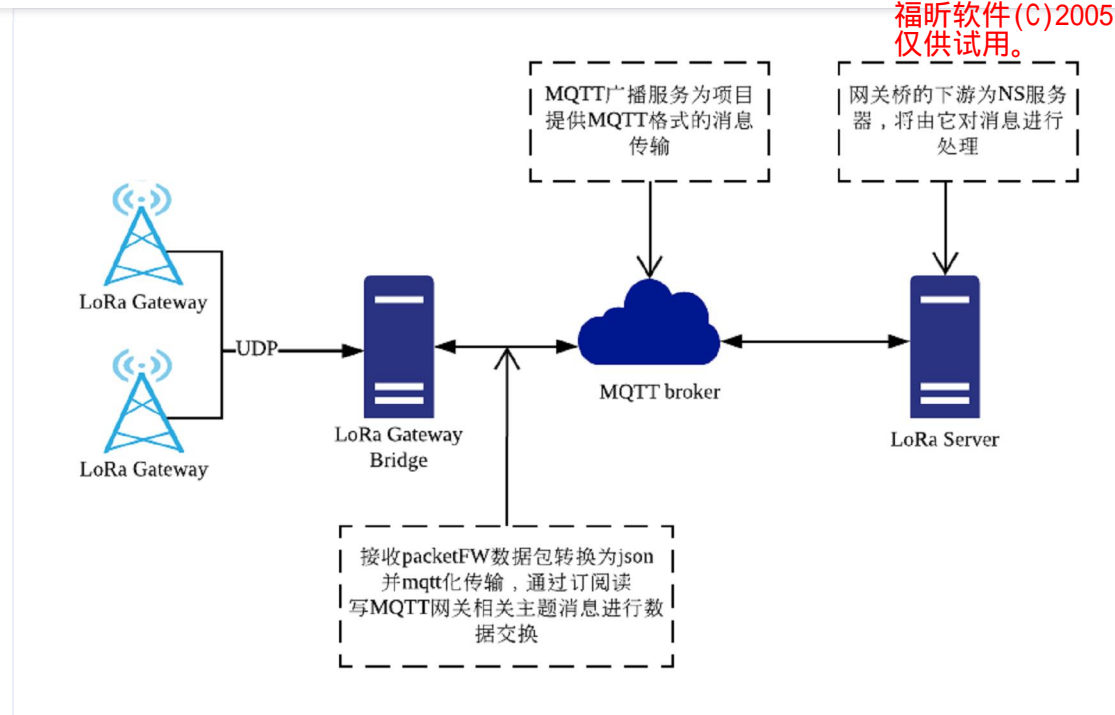 福昕软件(C)2005
仅供试用。
MQTT广播服务为项目
提供MQTT格式的消息
传输
网关桥的下游为NS服务
器，将由它对消息进行
处理
LoRa Gateway
UDP
LoRa Gateway
LoRa Gateway
Bridge
MQTT broker
LoRa Server
接收packetFW数据包转换为json
并mqtt化传输，通过订阅读
写MQTT网关相关主题消息进行数
据交换